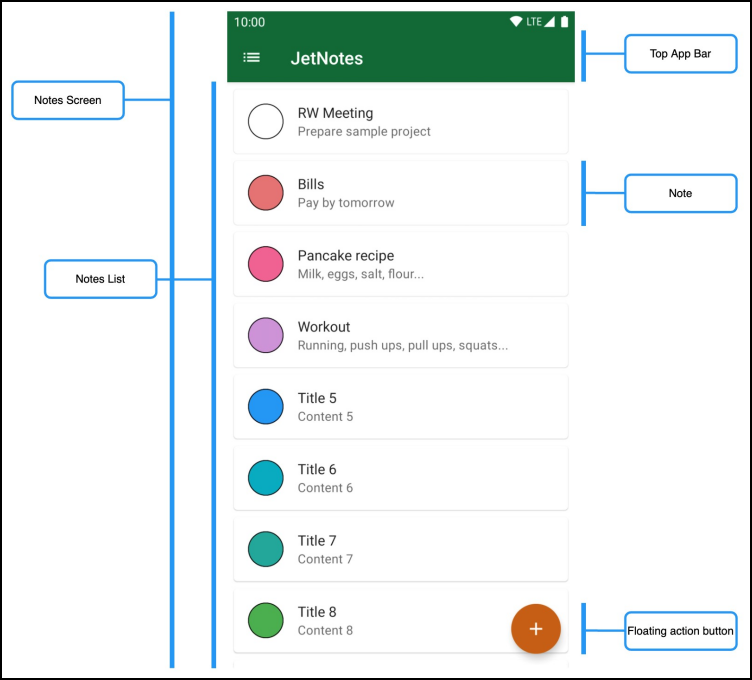 10:00
LTE
JetNotes
Top App Bar
Notes Screen
RW Meeting
Prepare sample project
Bills
Pay by tomorrow
Note
Pancake recipe
Milk, eggs, salt, flour...
Notes List
Workout
Running, push ups, pull ups, squats...
Title 5
Content 5
Title 6
Content 6
Title 7
Content 7
Title 8
Content 8
+
Floating action button